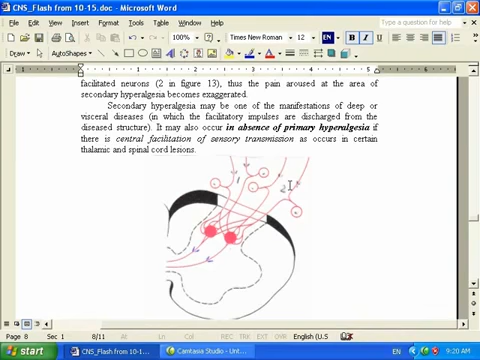 CNS_Flash from 10-15.doc - Microsoft Word
File Edit View Insert Format Tools Table Window Help
Type a question for help
100% Times New Roman 12 B I
Draw AutoShapes
facilitated neurons (2 in figure 13), thus the pain aroused at the area of
secondary hyperalgesia becomes exaggerated.
Secondary hyperalgesia may be one of the manifestations of deep or
visceral diseases (in which the facilitatory impulses are discharged from
the diseased structure). It may also occur in absence of primary hyperalgesia if
there is central facilitation of sensory transmission as occurs in certain
thalamic and spinal cord lesions.
1
2
Page 8 Sec 1 8/11 At Ln Col REC TRK EXT OVR English (U.S
start CNS_Flash from 10-1... Camtasia Studio - Unt... EN 9:20 AM